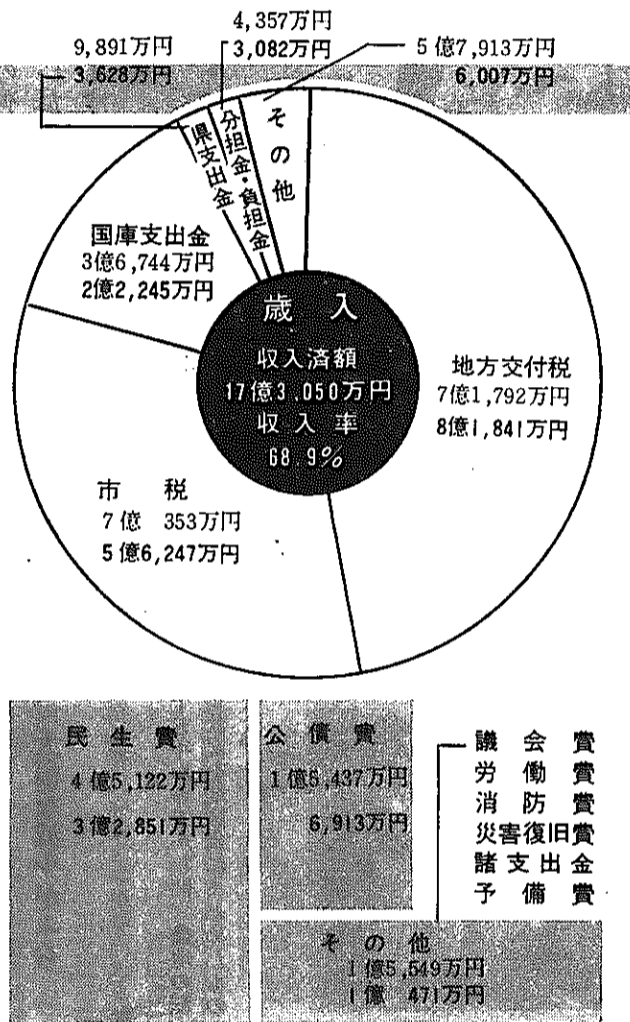 4,357万円
9,891万円
3,082万円
5億7,913万円
3,628万円
6,007万円
その他
分担金・負担金
県支出金
国庫支出金
3億6,744万円
2億2,245万円
歳入
収入済額
17億3,050万円
収入率
68.9%
地方交付税
7億1,792万円
8億1,841万円
市税
7億 353万円
5億6,247万円
民生費
4億5,122万円
3億2,851万円
公債費
6,913万円
議会費
労働費
消防費
災害復旧費
諸支出金
予備費
その他
1億5,549万円
1億 471万円